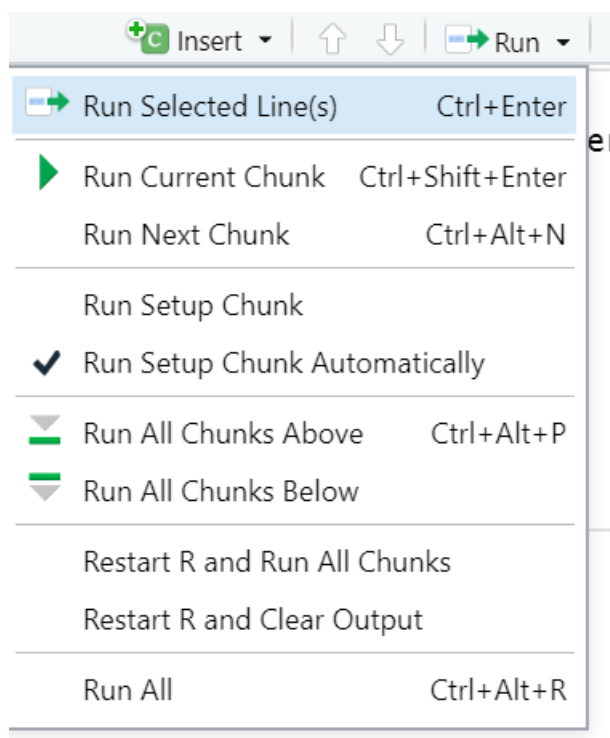 C Insert Run
Run Selected Line(s) Ctrl+Enter
Run Current Chunk Ctrl+Shift+Enter
Run Next Chunk Ctrl+Alt+N
Run Setup Chunk
Run Setup Chunk Automatically
Run All Chunks Above Ctrl+Alt+P
Run All Chunks Below
Restart R and Run All Chunks
Restart R and Clear Output
Run All Ctrl+Alt+R